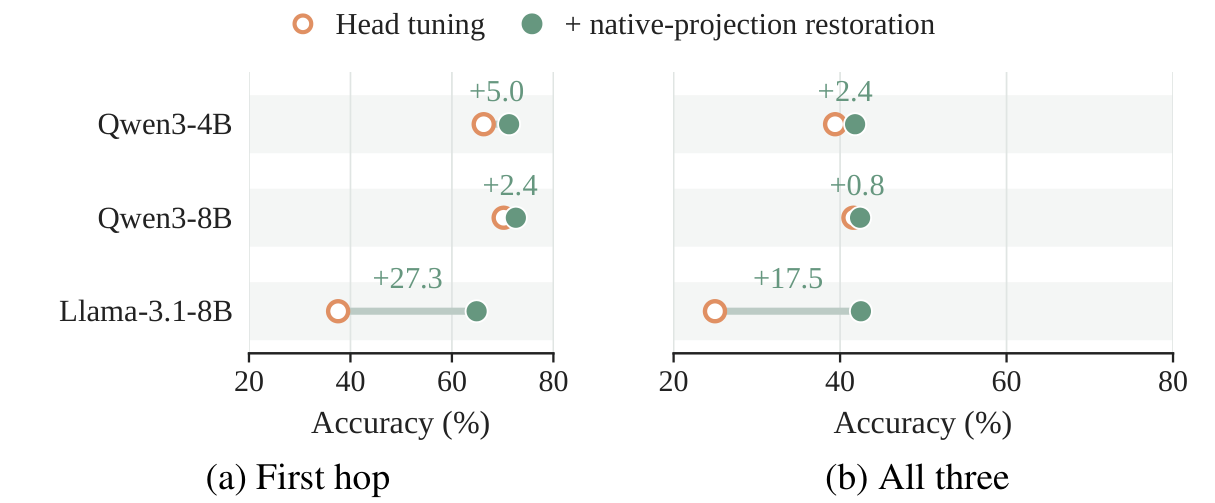 Head tuning
+ native-projection restoration
Qwen3-4B
+5.0
+2.4
Qwen3-8B
+2.4
+0.8
Llama-3.1-8B
+27.3
+17.5
20 40 60 80
20 40 60 80
Accuracy (%)
Accuracy (%)
(a) First hop
(b) All three